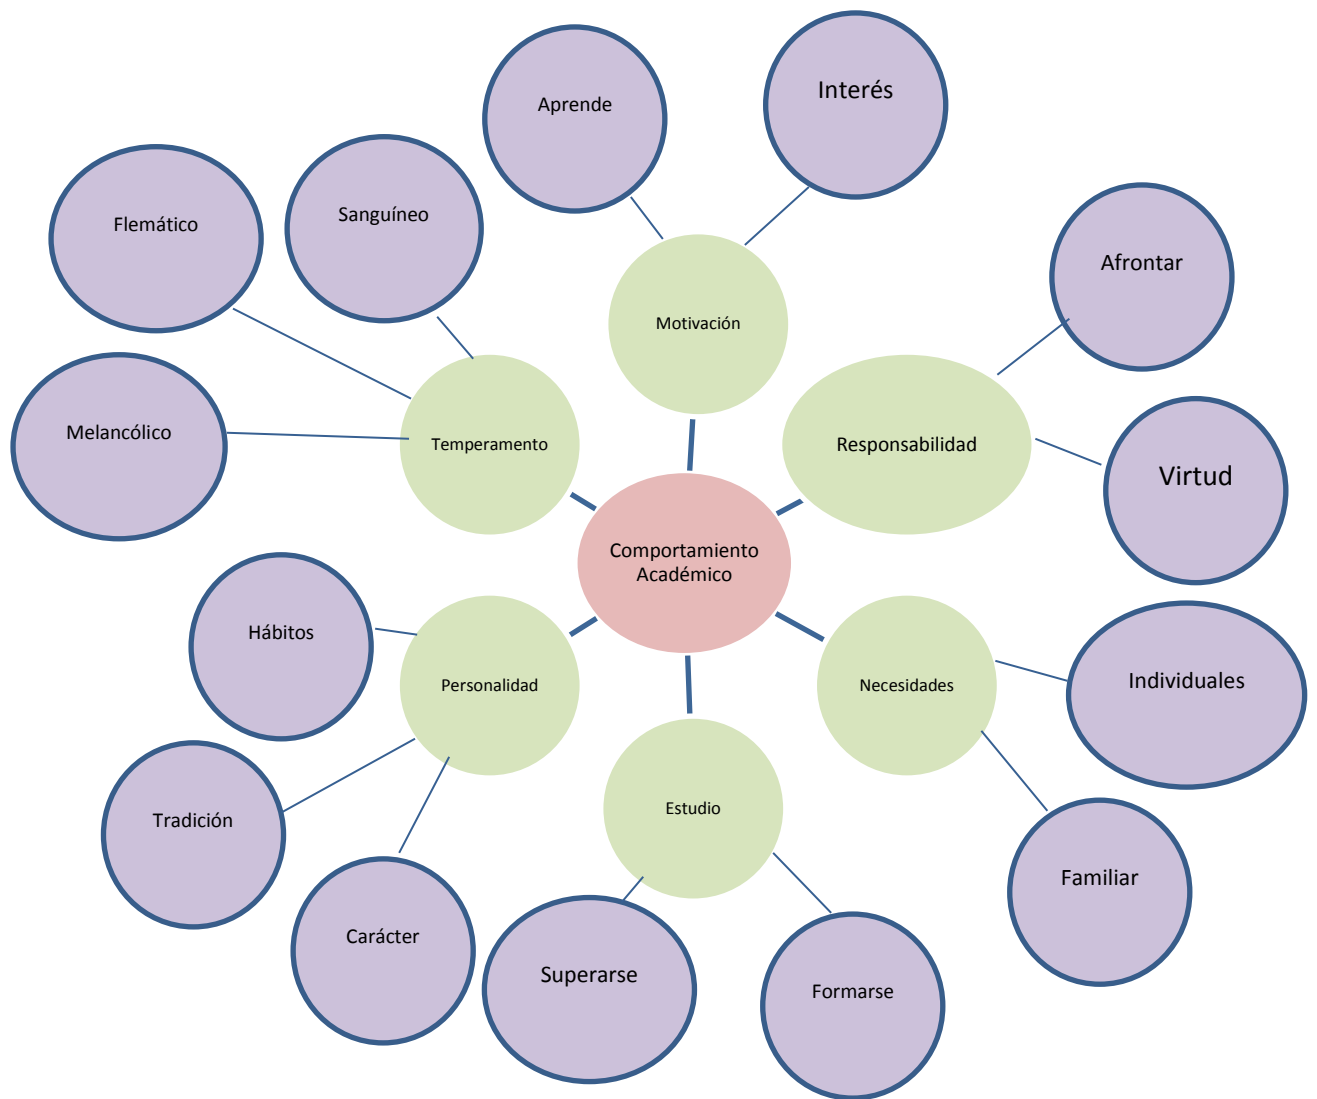 Aprende
Interés
Flemático
Sanguíneo
Afrontar
Motivación
Melancólico
Temperamento
Responsabilidad
Virtud
Comportamiento
Académico
Hábitos
Personalidad
Necesidades
Individuales
Tradición
Estudio
Familiar
Carácter
Superarse
Formarse